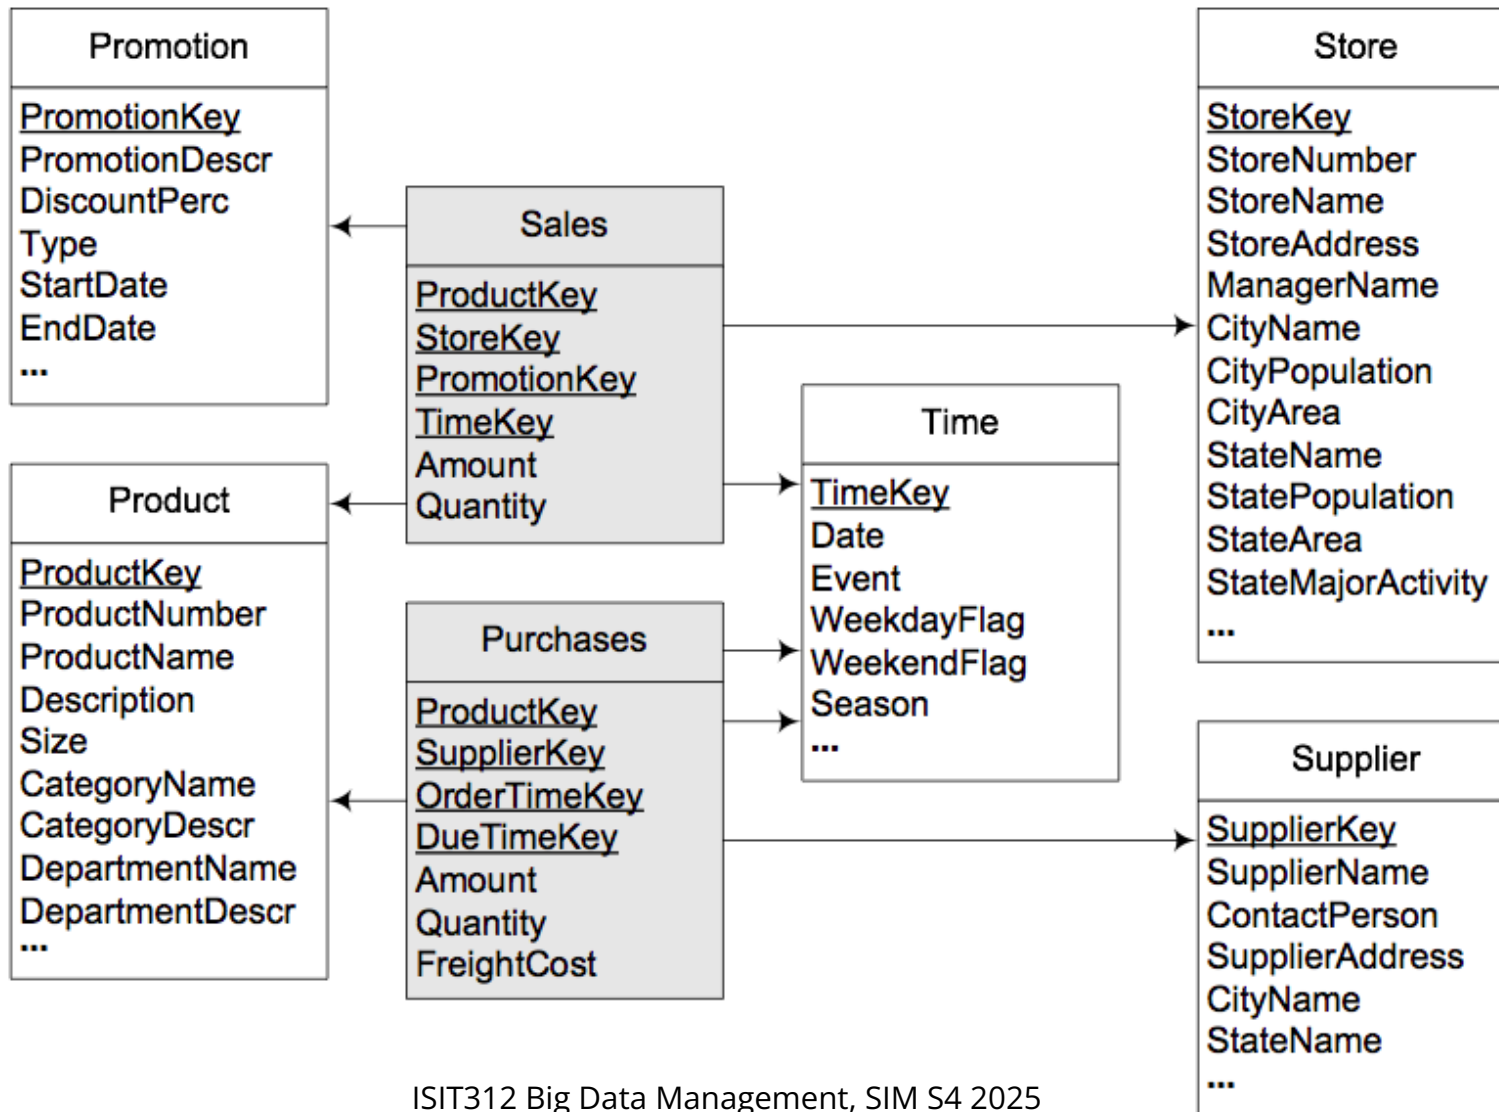 Promotion
PromotionKey
PromotionDescr
DiscountPerc
Type
StartDate
EndDate
...
Product
ProductKey
ProductNumber
ProductName
Description
Size
CategoryName
CategoryDescr
DepartmentName
DepartmentDescr
...
Sales
ProductKey
StoreKey
PromotionKey
TimeKey
Amount
Quantity
Purchases
ProductKey
SupplierKey
OrderTimeKey
DueTimeKey
Amount
Quantity
FreightCost
Time
TimeKey
Date
Event
WeekdayFlag
WeekendFlag
Season
...
Store
StoreKey
StoreNumber
StoreName
StoreAddress
ManagerName
CityName
CityPopulation
CityArea
StateName
StatePopulation
StateArea
StateMajorActivity
...
Supplier
SupplierKey
SupplierName
ContactPerson
SupplierAddress
CityName
StateName
...
ISIT312 Big Data Management, SIM S4 2025